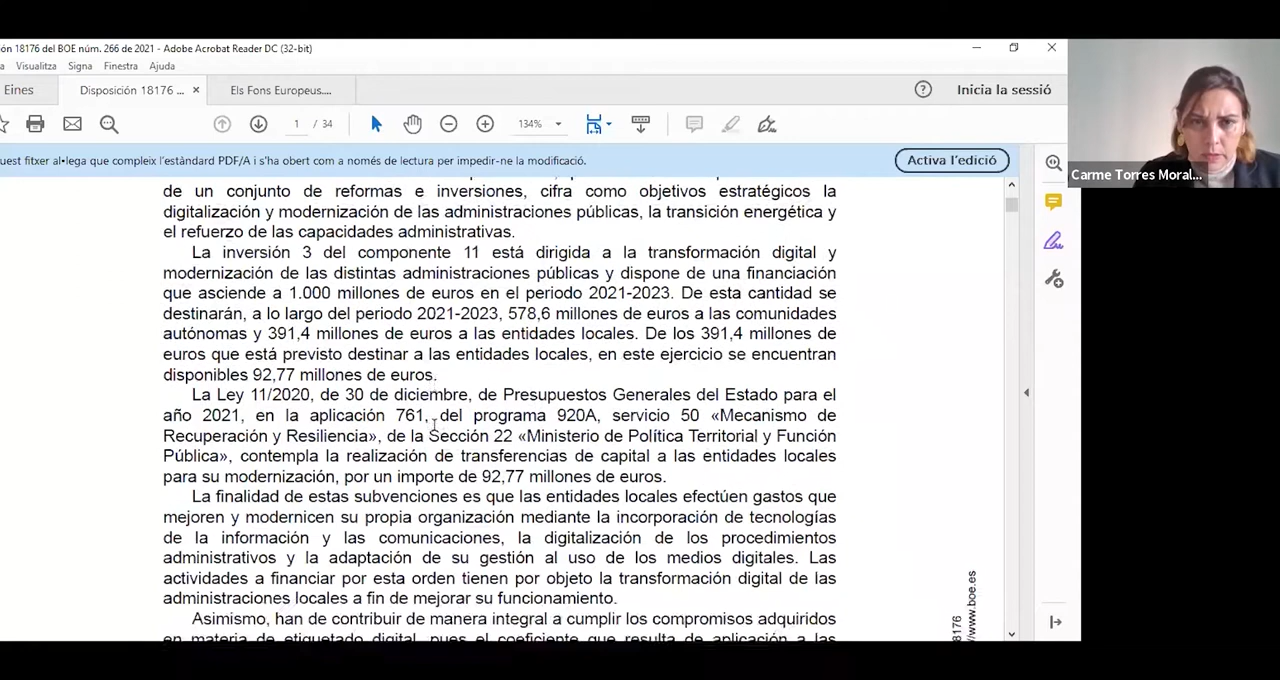 ón 18176 del BOE núm. 266 de 2021 - Adobe Acrobat Reader DC (32-bit)
a Visualitza Signa Finestra Ajuda
Eines Disposición 18176 ... × Els Fons Europeus.... Inicia la sessió
1 / 34 134%
uest fitxer al•lega que compleix l'estàndard PDF/A i s'ha obert com a només de lectura per impedir-ne la modificació. Activa l'edició
Carme Torres Moral...
de un conjunto de reformas e inversiones, cifra como objetivos estratégicos la
digitalización y modernización de las administraciones públicas, la transición energética y
el refuerzo de las capacidades administrativas.
La inversión 3 del componente 11 está dirigida a la transformación digital y
modernización de las distintas administraciones públicas y dispone de una financiación
que asciende a 1.000 millones de euros en el periodo 2021-2023. De esta cantidad se
destinarán, a lo largo del periodo 2021-2023, 578,6 millones de euros a las comunidades
autónomas y 391,4 millones de euros a las entidades locales. De los 391,4 millones de
euros que está previsto destinar a las entidades locales, en este ejercicio se encuentran
disponibles 92,77 millones de euros.
La Ley 11/2020, de 30 de diciembre, de Presupuestos Generales del Estado para el
año 2021, en la aplicación 761, del programa 920A, servicio 50 «Mecanismo de
Recuperación y Resiliencia», de la Sección 22 «Ministerio de Política Territorial y Función
Pública», contempla la realización de transferencias de capital a las entidades locales
para su modernización, por un importe de 92,77 millones de euros.
La finalidad de estas subvenciones es que las entidades locales efectúen gastos que
mejoren y modernicen su propia organización mediante la incorporación de tecnologías
de la información y las comunicaciones, la digitalización de los procedimientos
administrativos y la adaptación de su gestión al uso de los medios digitales. Las
actividades a financiar por esta orden tienen por objeto la transformación digital de las
administraciones locales a fin de mejorar su funcionamiento.
Asimismo, han de contribuir de manera integral a cumplir los compromisos adquiridos
en materia de etiquetado digital, pues el coeficiente que resulta de aplicación a las
18176
/www.boe.es